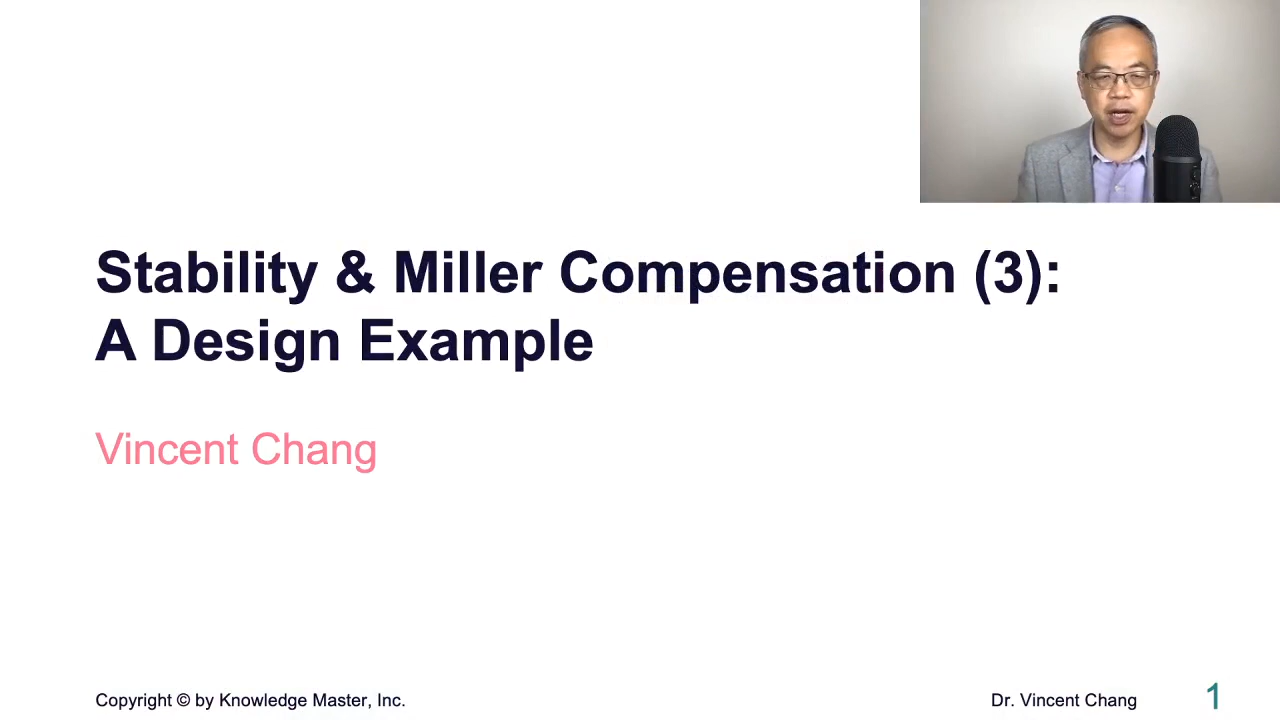 Stability & Miller Compensation (3):
A Design Example
Vincent Chang
Copyright © by Knowledge Master, Inc.
Dr. Vincent Chang
1